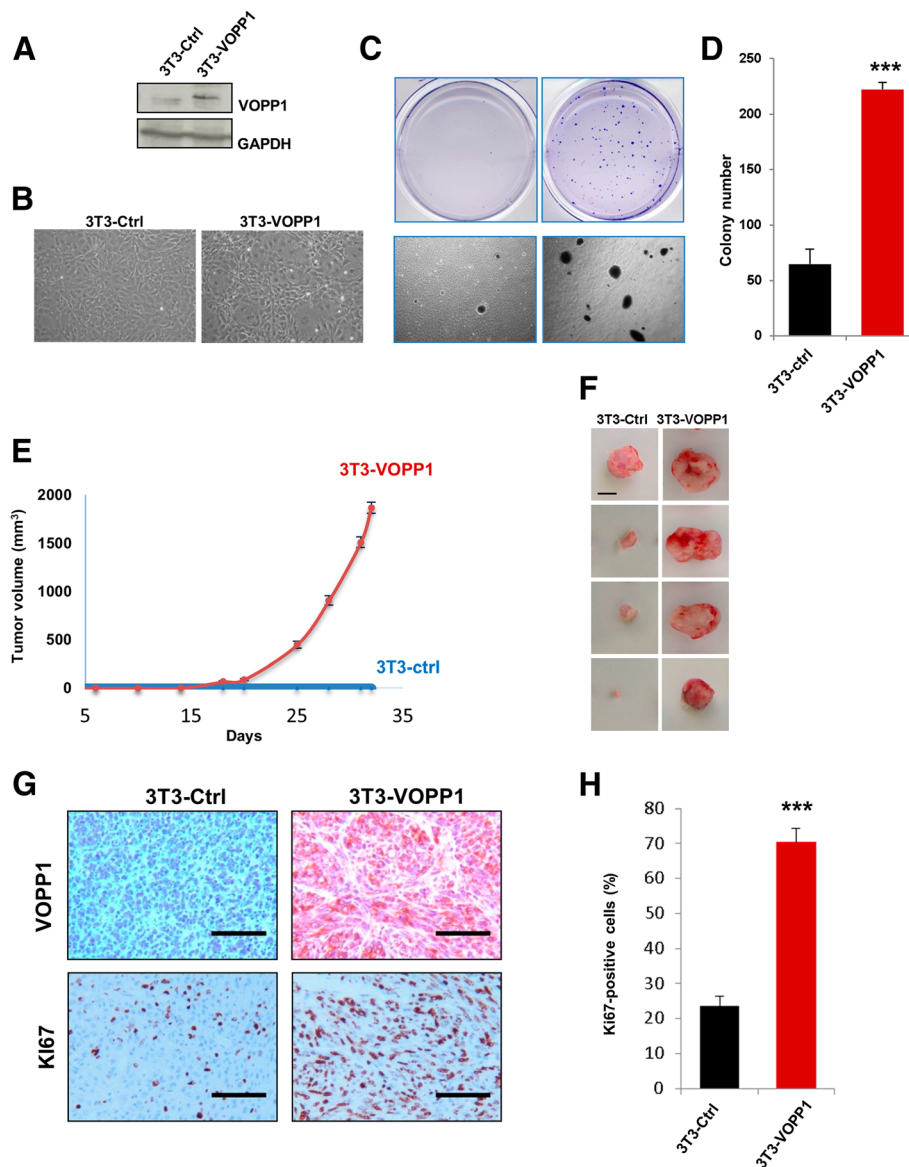 A
3T3-Ctrl
3T3-VOPP1
VOPP1
GAPDH
B
3T3-Ctrl
3T3-VOPP1
C
D
250
200
150
100
50
0
Colony number
***
3T3-ctrl
3T3-VOPP1
E
3T3-VOPP1
3T3-ctrl
2000
1500
1000
500
0
Tumor volume (mm³)
5
15
25
35
Days
F
3T3-Ctrl 3T3-VOPP1
G
3T3-Ctrl
3T3-VOPP1
VOPP1
KI67
H
80
70
60
50
40
30
20
10
0
Ki67-positive cells (%)
***
3T3-Ctrl
3T3-VOPP1